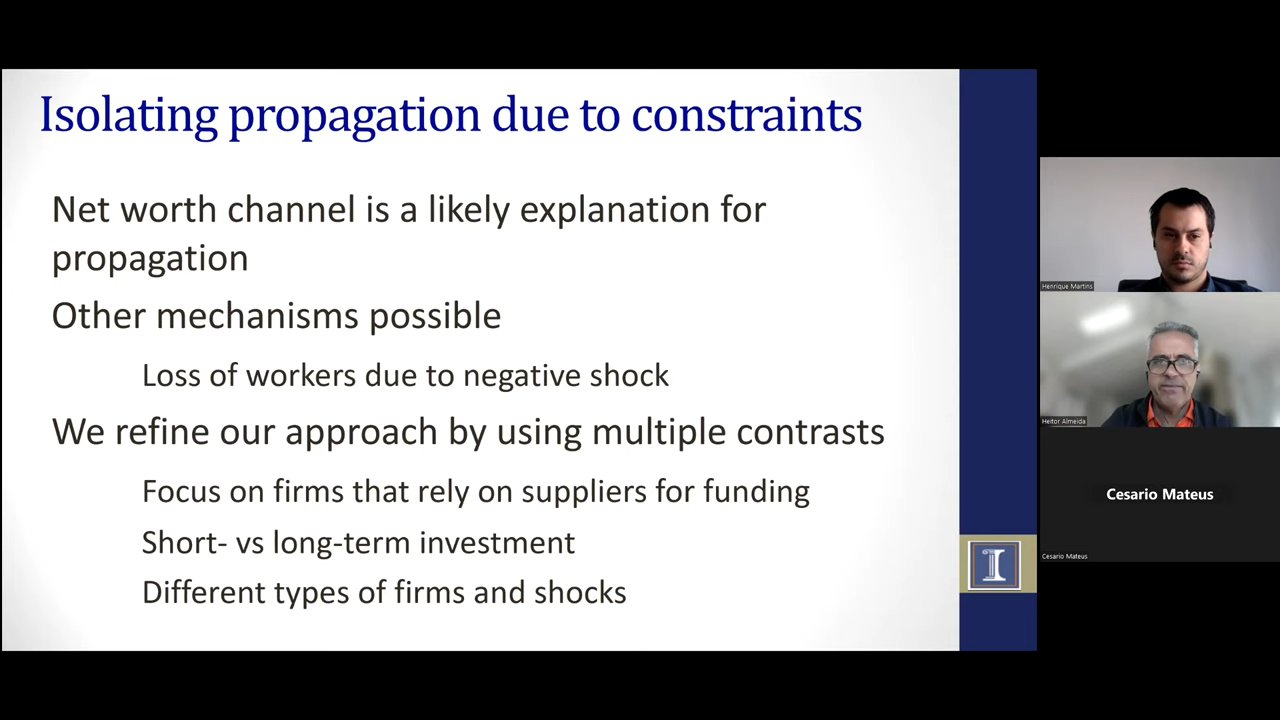 Isolating propagation due to constraints
Net worth channel is a likely explanation for
propagation
Other mechanisms possible
Loss of workers due to negative shock
We refine our approach by using multiple contrasts
Focus on firms that rely on suppliers for funding
Short- vs long-term investment
Different types of firms and shocks
I
Henrique Martins
Heitor Almeida
Cesario Mateus
Cesario Mateus